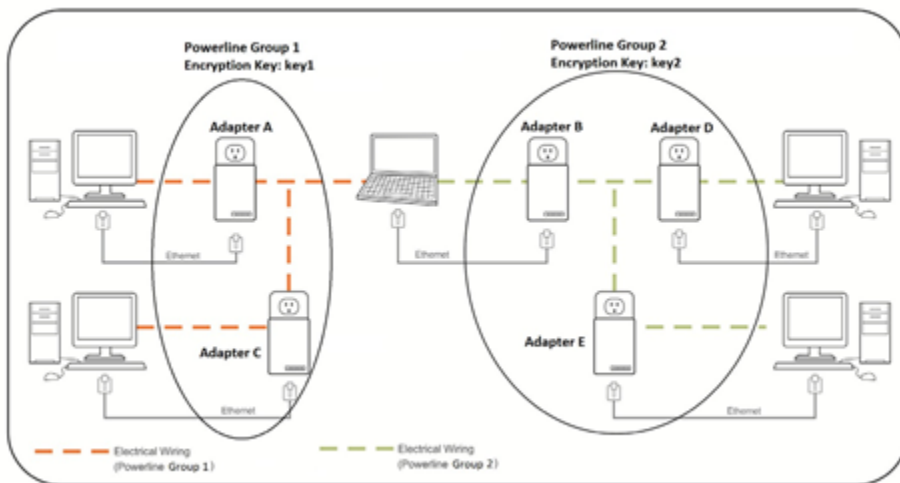 Powerline Group 1
Encryption Key: key1
Powerline Group 2
Encryption Key: key2
Adapter A
Adapter B
Adapter D
Ethernet
Ethernet
Ethernet
Adapter C
Adapter E
Ethernet
Ethernet
Electrical Wiring
(Powerline Group 1)
Electrical Wiring
(Powerline Group 2)